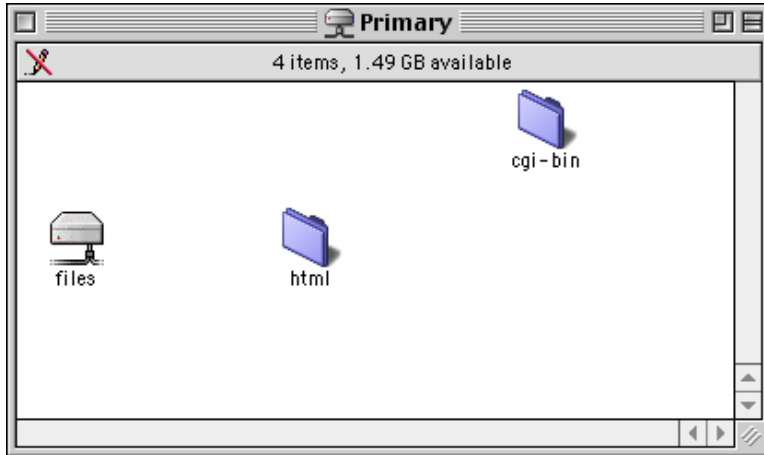 Primary
4 items, 1.49 GB available
cgi-bin
files
html